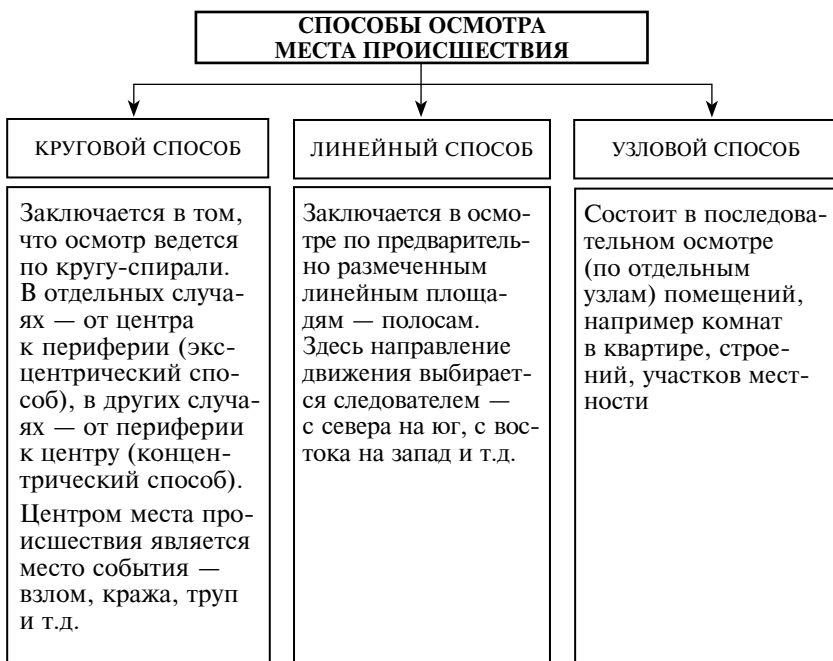 СПОСОБЫ ОСМОТРА
МЕСТА ПРОИСШЕСТВИЯ
КРУГОВОЙ СПОСОБ
Заключается в том,
что осмотр ведется
по кругу-спирали.
В отдельных случа-
ях — от центра
к периферии (экс-
центрический спо-
соб), в других случа-
ях — от периферии
к центру (концен-
трический способ).
Центром места про-
исшествия является
место события —
взлом, кража, труп
и т.д.
ЛИНЕЙНЫЙ СПОСОБ
Заключается в осмо-
тре по предваритель-
но размеченным
линейным площа-
дям — полосам.
Здесь направление
движения выбирает-
ся следователем —
с севера на юг, с вос-
тока на запад и т.д.
УЗЛОВОЙ СПОСОБ
Состоит в последова-
тельном осмотре
(по отдельным
узлам) помещений,
например комнат
в квартире, строе-
ний, участков мест-
ности